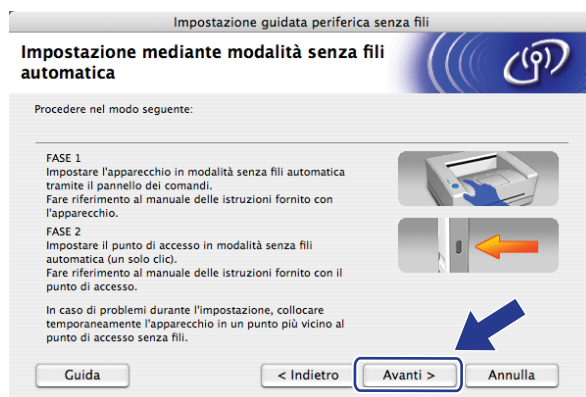 Impostazione guidata periferica senza fili
Impostazione mediante modalità senza fili
automatica
Procedere nel modo seguente:
FASE 1
Impostare l'apparecchio in modalità senza fili automatica
tramite il pannello dei comandi.
Fare riferimento al manuale delle istruzioni fornito con
l'apparecchio.
FASE 2
Impostare il punto di accesso in modalità senza fili
automatica (un solo clic).
Fare riferimento al manuale delle istruzioni fornito con il
punto di accesso.
In caso di problemi durante l'impostazione, collocare
temporaneamente l'apparecchio in un punto più vicino al
punto di accesso senza fili.
Guida
< Indietro
Avanti >
Annulla